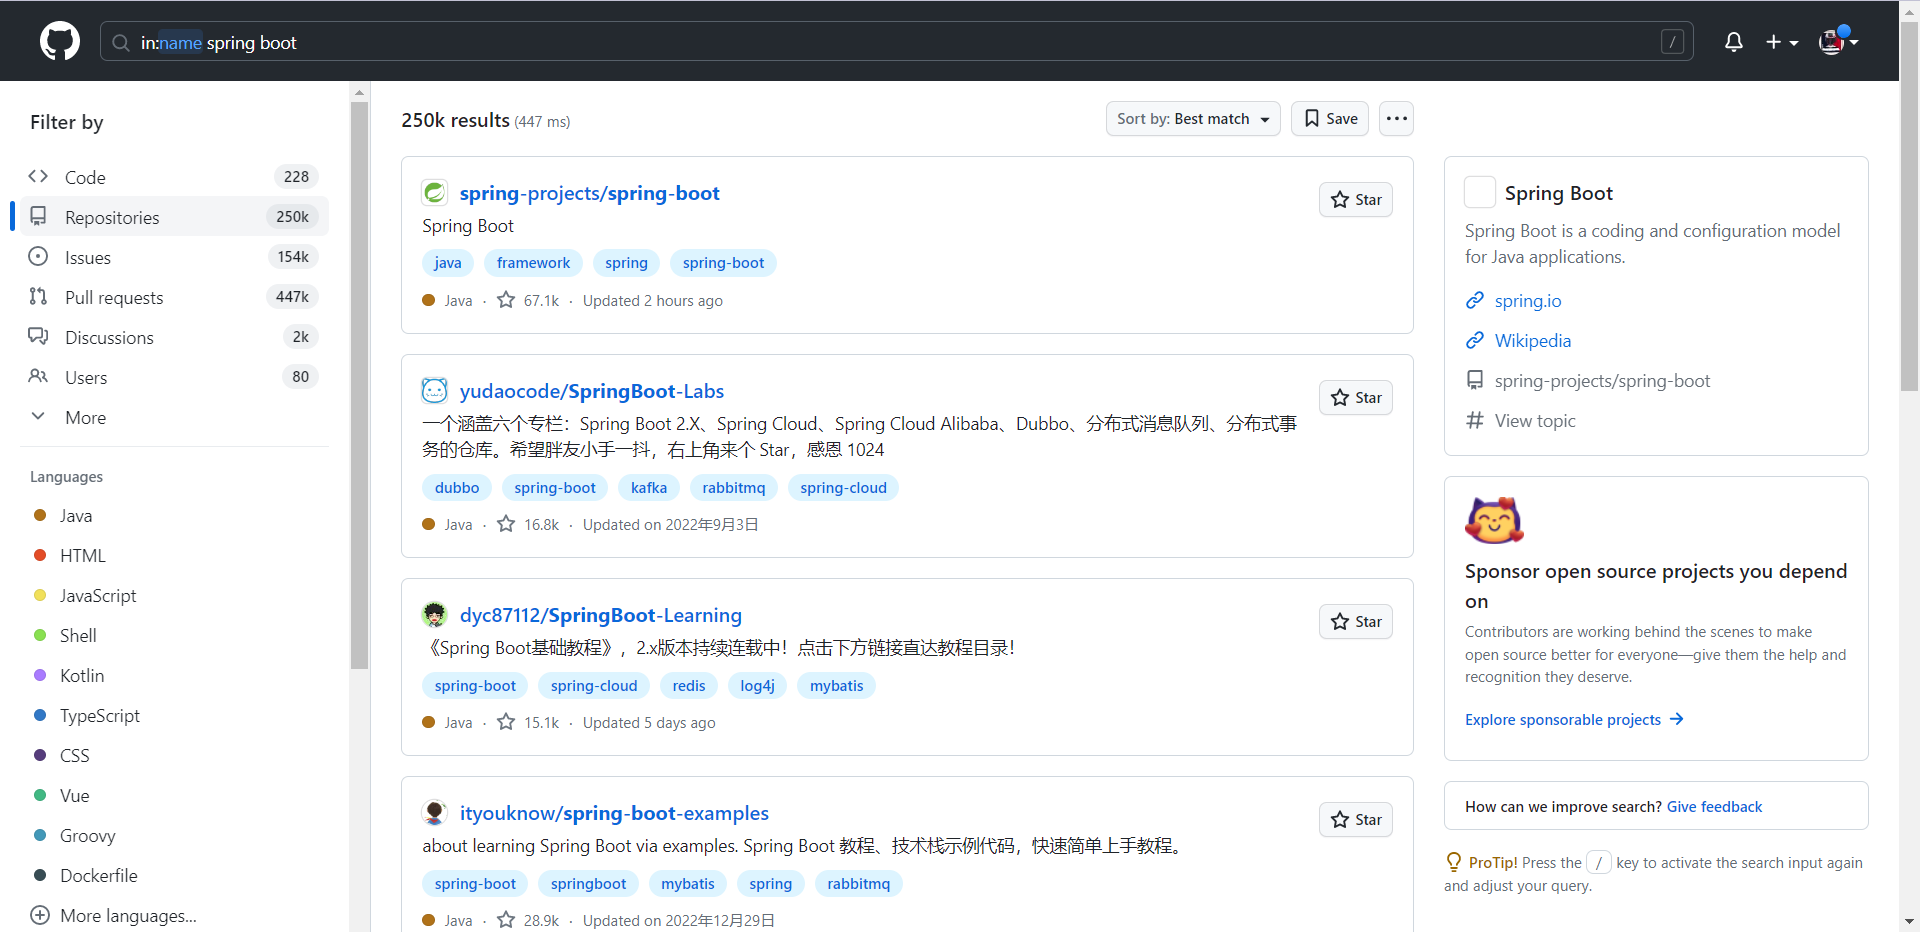 in:name spring boot
/
Filter by
Code 228
Repositories 250k
Issues 154k
Pull requests 447k
Discussions 2k
Users 80
More
Languages
Java
HTML
JavaScript
Shell
Kotlin
TypeScript
CSS
Vue
Groovy
Dockerfile
More languages...
250k results (447 ms)
Sort by: Best match
Save
spring-projects/spring-boot
Star
Spring Boot
java framework spring spring-boot
Java · 67.1k · Updated 2 hours ago
yudaocode/SpringBoot-Labs
Star
一个涵盖六个专栏：Spring Boot 2.X、Spring Cloud、Spring Cloud Alibaba、Dubbo、分布式消息队列、分布式事
务的仓库。希望胖友小手一抖，右上角来个 Star，感恩 1024
dubbo spring-boot kafka rabbitmq spring-cloud
Java · 16.8k · Updated on 2022年9月3日
dyc87112/SpringBoot-Learning
Star
《Spring Boot基础教程》，2.x版本持续连载中！点击下方链接直达教程目录！
spring-boot spring-cloud redis log4j mybatis
Java · 15.1k · Updated 5 days ago
ityouknow/spring-boot-examples
Star
about learning Spring Boot via examples. Spring Boot 教程、技术栈示例代码，快速简单上手教程。
spring-boot springboot mybatis spring rabbitmq
Java · 28.9k · Updated on 2022年12月29日
Spring Boot
Spring Boot is a coding and configuration model
for Java applications.
spring.io
Wikipedia
spring-projects/spring-boot
View topic
Sponsor open source projects you depend
on
Contributors are working behind the scenes to make
open source better for everyone—give them the help and
recognition they deserve.
Explore sponsorable projects
How can we improve search? Give feedback
ProTip! Press the / key to activate the search input again
and adjust your query.